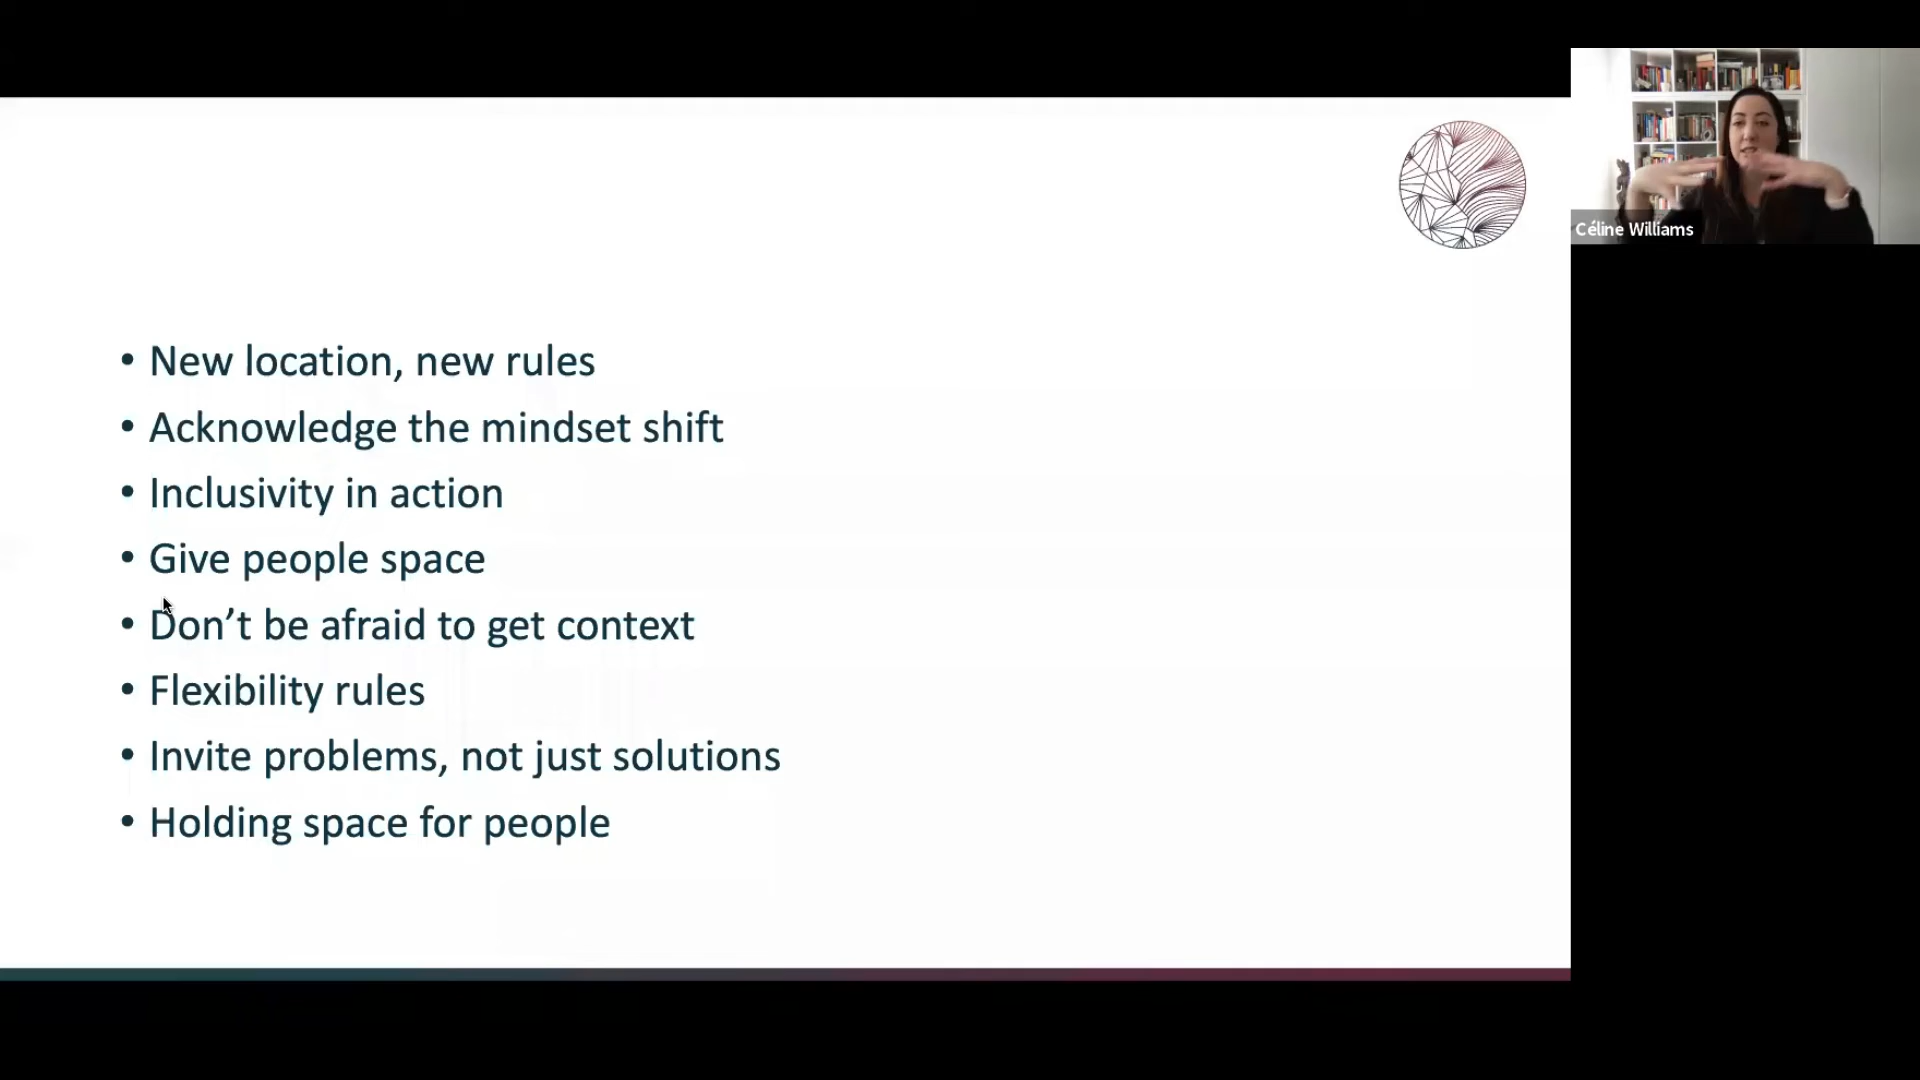 • New location, new rules
• Acknowledge the mindset shift
• Inclusivity in action
• Give people space
• Don’t be afraid to get context
• Flexibility rules
• Invite problems, not just solutions
• Holding space for people
Céline Williams